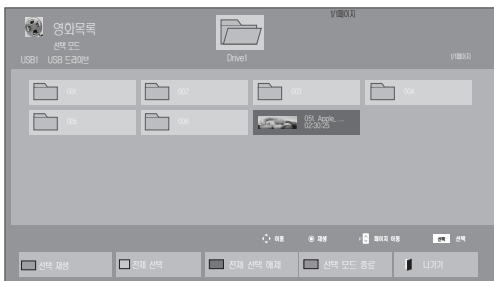 영화목록
1/1페이지
선택 모드
USB1 USB 드라이브
Drive1
1/1페이지
001 002 003 004
005 006 051. Apple_...
02:30:25
이동 재생 P 페이지 이동 선택 선택
선택 재생 전체 선택 전체 선택 해제 선택 모드 종료 나가기